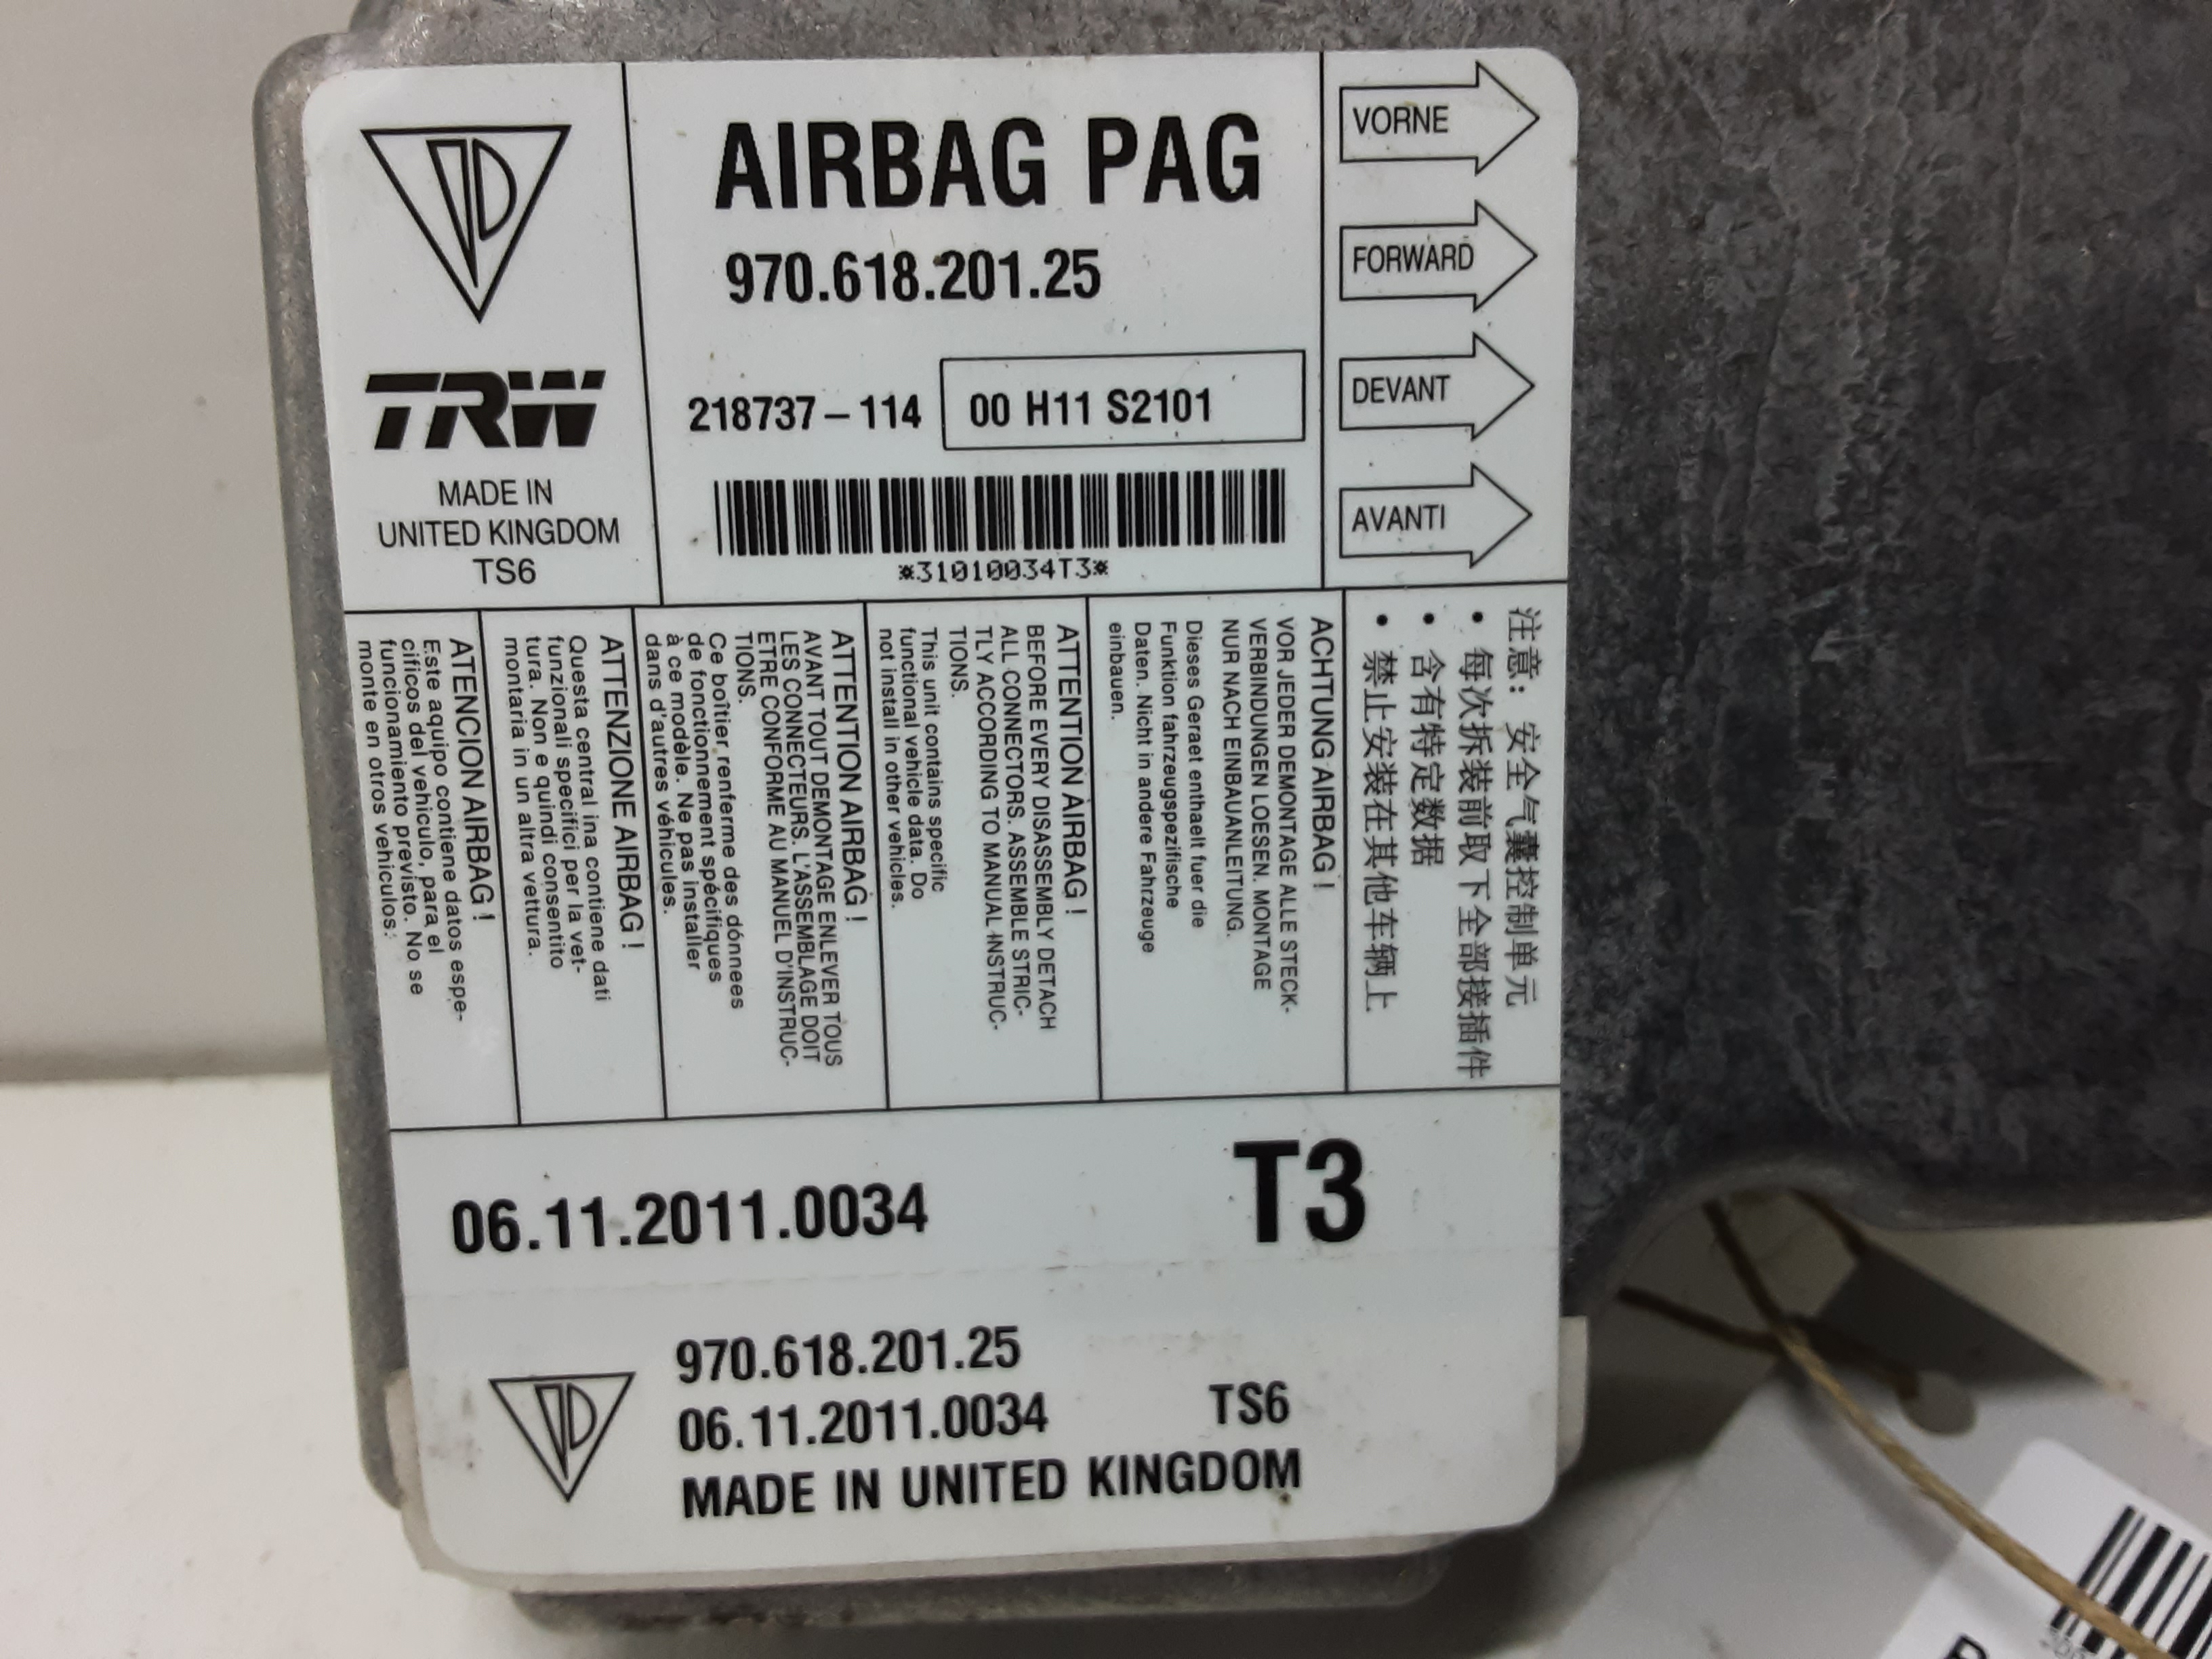 AIRBAG PAG
970.618.201.25
218737-114
00 H11 S2101
*31010034T3*
TRW
MADE IN
UNITED KINGDOM
TS6
VORNE
FORWARD
DEVANT
AVANTI
注意：安全气囊控制单元
• 每次拆装前取下全部接插件
• 含有特定数据
• 禁止安装在其他车辆上
ACHTUNG AIRBAG !
VOR JEDER DEMONTAGE ALLE STECK-
VERBINDUNGEN LOESEN. MONTAGE
NUR NACH EINBAUANLEITUNG.
Dieses Geraet enthaelt fuer die
Funktion fahrzeugspezifische
Daten. Nicht in andere Fahrzeuge
einbauen.
ATTENTION AIRBAG !
BEFORE EVERY DISASSEMBLY DETACH
ALL CONNECTORS. ASSEMBLE STRIC-
TLY ACCORDING TO MANUAL INSTRUC-
TIONS.
This unit contains specific
functional vehicle data. Do
not install in other vehicles.
ATTENTION AIRBAG !
AVANT TOUT DEMONTAGE ENLEVER TOUS
LES CONNECTEURS. L'ASSEMBLAGE DOIT
ETRE CONFORME AU MANUEL D'INSTRUC-
TIONS.
Ce boîtier renferme des dónnees
de fonctionnement spécifiques
à ce modèle. Ne pas installer
dans d'autres véhicules.
ATTENZIONE AIRBAG !
Questa central ina contiene dati
funzionali specifici per la vet-
tura. Non e quindi consentito
montaria in un altra vettura.
ATENCION AIRBAG !
Este aquipo contiene datos espe-
cificos del vehiculo, para el
funcionamiento previsto. No se
monte en otros vehiculos.
06.11.2011.0034
T3
970.618.201.25
06.11.2011.0034
TS6
MADE IN UNITED KINGDOM